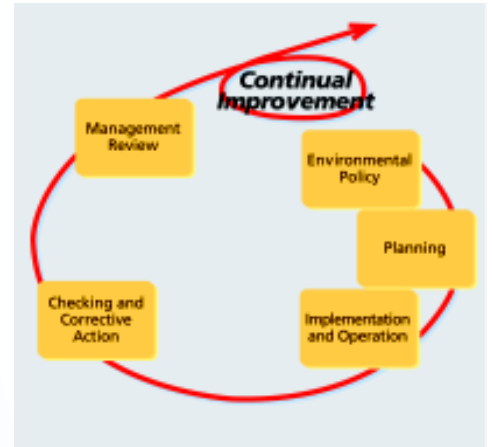 Continual
Improvement
Management
Review
Environmental
Policy
Planning
Implementation
and Operation
Checking and
Corrective
Action